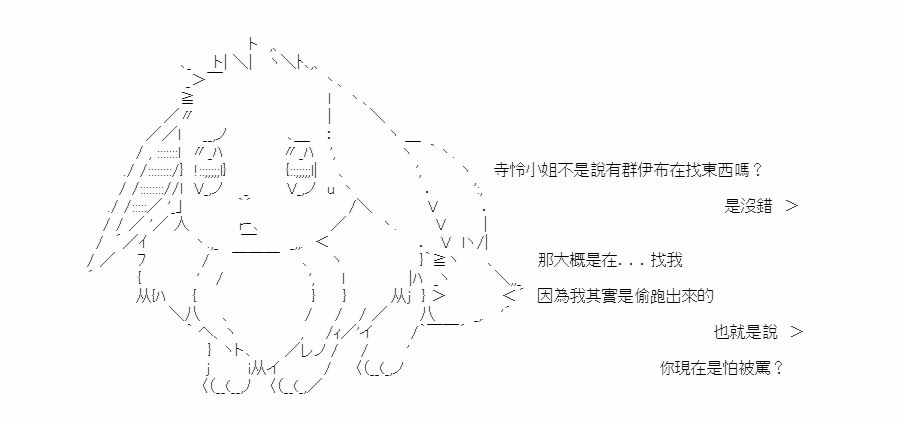 寺怜小姐不是說有群伊布在找東西嗎？
是沒錯 ＞
那大概是在．．．找我
因為我其實是偷跑出來的
也就是說 ＞
你現在是怕被罵？